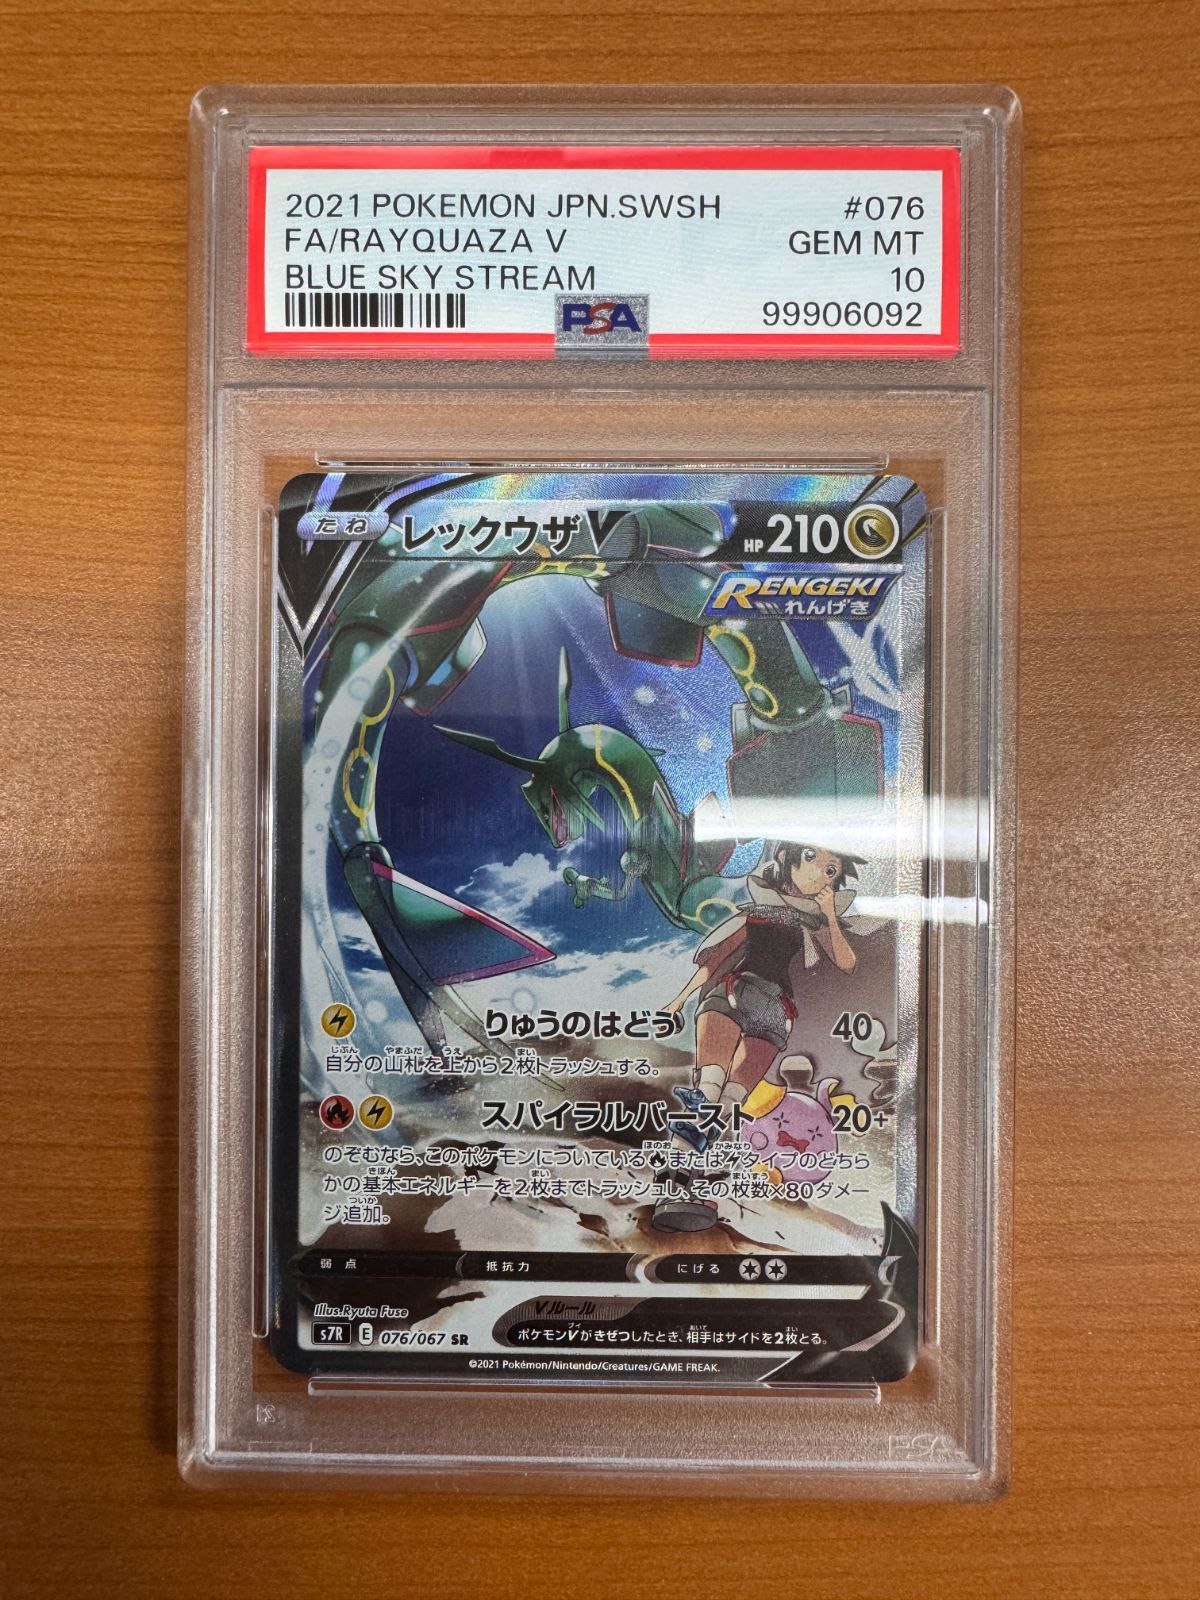 2021 POKEMON JPN.SWSH #076
FA/RAYQUAZA V GEM MT
BLUE SKY STREAM 10
PSA 99906092
たね レックウザV HP 210
RENGEKI
れんげき
りゅうのはどう 40
自分の山札を上から2枚トラッシュする。
スパイラルバースト 20+
のぞむなら、このポケモンについているまたはタイプのどちら
かの基本エネルギーを2枚までトラッシュし、その枚数×80ダメー
ジ追加。
弱点 抵抗力 にげる
Illus.Ryuta Fuse
Vルール
s7R E 076/067 SR
ポケモンVがきぜつしたとき、相手はサイドを2枚とる。
©2021 Pokémon/Nintendo/Creatures/GAME FREAK.